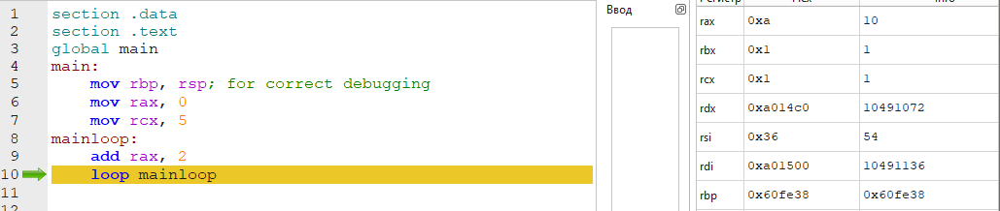 1 section .data
2 section .text
3 global main
4 main:
5 mov rbp, rsp; for correct debugging
6 mov rax, 0
7 mov rcx, 5
8 mainloop:
9 add rax, 2
10 loop mainloop
11
12
Ввод
Регистр Hex Info
rax 0xa 10
rbx 0x1 1
rcx 0x1 1
rdx 0xa014c0 10491072
rsi 0x36 54
rdi 0xa01500 10491136
rbp 0x60fe38 0x60fe38